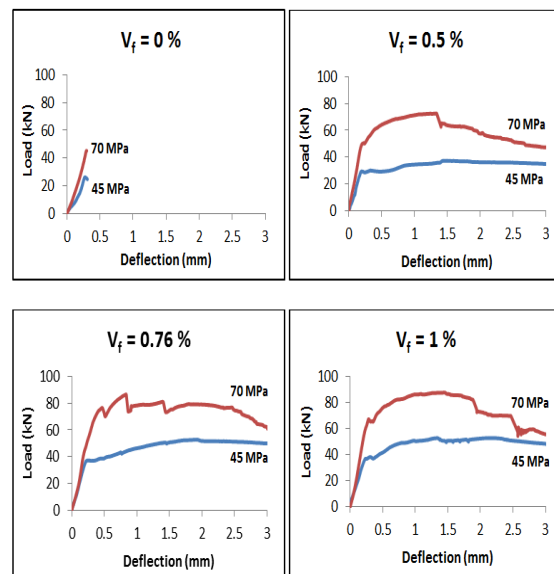 V_f = 0 %
Load (kN)
100
80
60
40
20
0
70 MPa
45 MPa
0 0.5 1 1.5 2 2.5 3
Deflection (mm)
V_f = 0.5 %
Load (kN)
100
80
60
40
20
0
70 MPa
45 MPa
0 0.5 1 1.5 2 2.5 3
Deflection (mm)
V_f = 0.76 %
Load (kN)
100
80
60
40
20
0
70 MPa
45 MPa
0 0.5 1 1.5 2 2.5 3
Deflection (mm)
V_f = 1 %
Load (kN)
100
80
60
40
20
0
70 MPa
45 MPa
0 0.5 1 1.5 2 2.5 3
Deflection (mm)